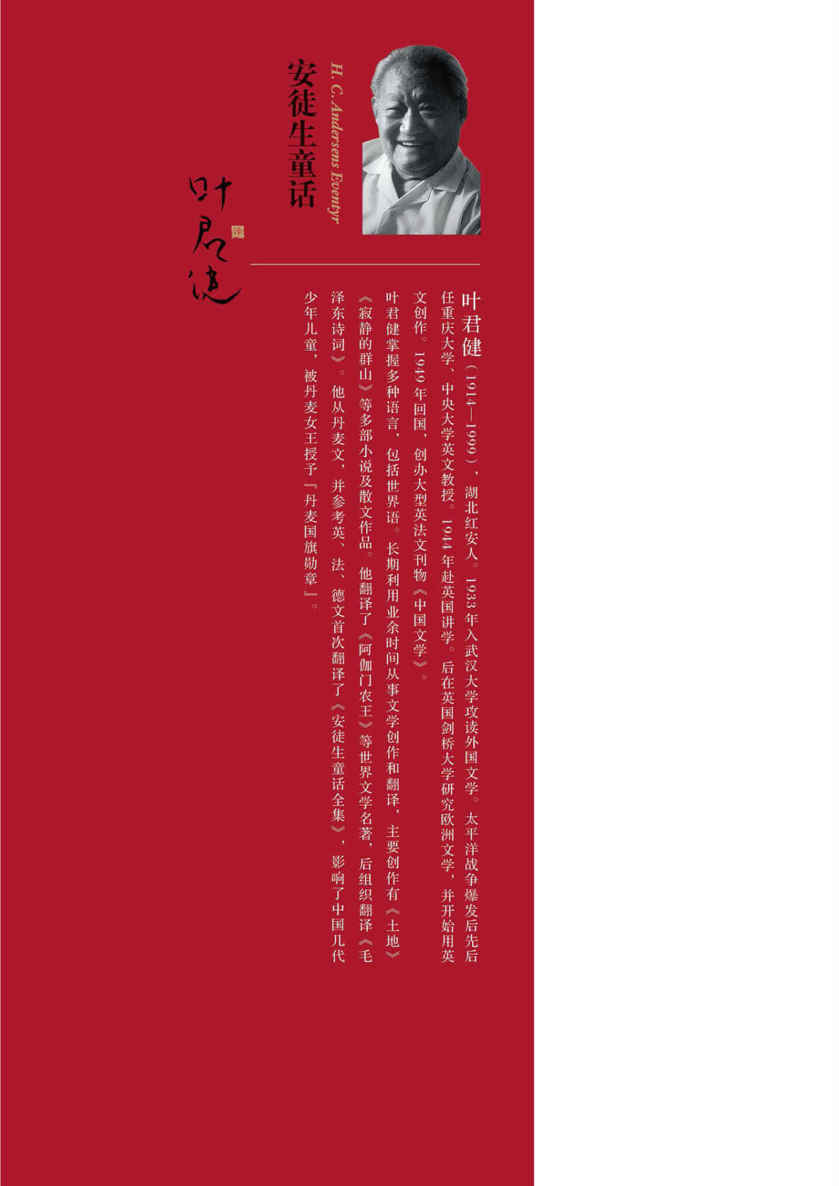 H. C. Andersens Eventyr
安徒生童话
叶君健
译
叶君健（1914—1999），湖北红安人。1933年入武汉大学攻读外国文学。太平洋战争爆发后先后
任重庆大学、中央大学英文教授。1944年赴英国讲学。后在英国剑桥大学研究欧洲文学，并开始用英
文创作。1949年回国，创办大型英法文刊物《中国文学》。
叶君健掌握多种语言，包括世界语。长期利用业余时间从事文学创作和翻译，主要创作有《土地》
《寂静的群山》等多部小说及散文作品。他翻译了《阿伽门农王》等世界文学名著，后组织翻译《毛
泽东诗词》。他从丹麦文，并参考英、法、德文首次翻译了《安徒生童话全集》，影响了中国几代
少年儿童，被丹麦女王授予『丹麦国旗勋章』。